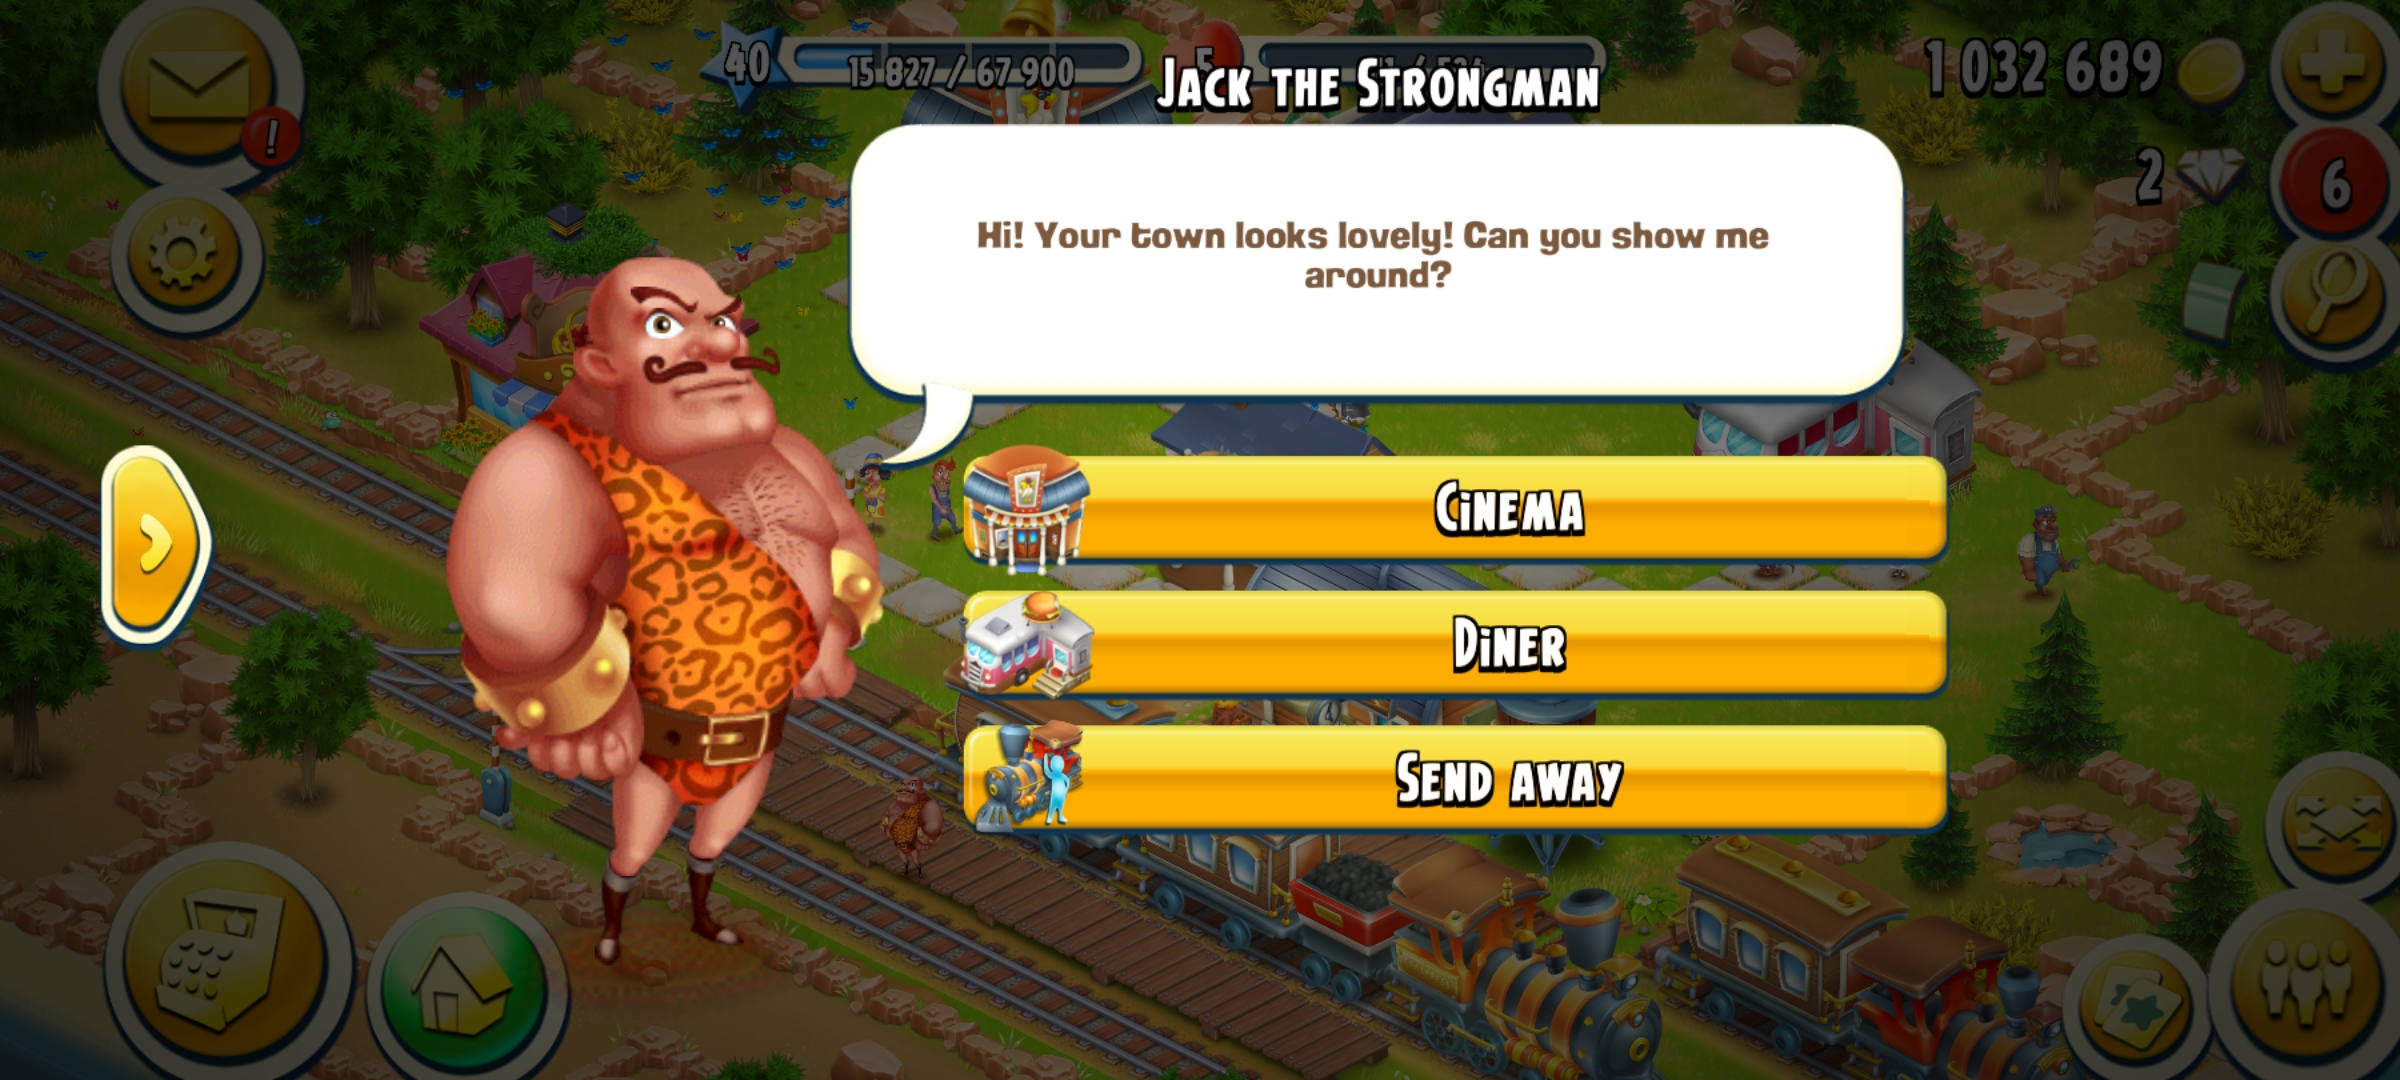 40
15 827 / 67 900
5
JACK THE STRONGMAN
1 032 689
2
6
!
Hi! Your town looks lovely! Can you show me
around?
CINEMA
DINER
SEND AWAY